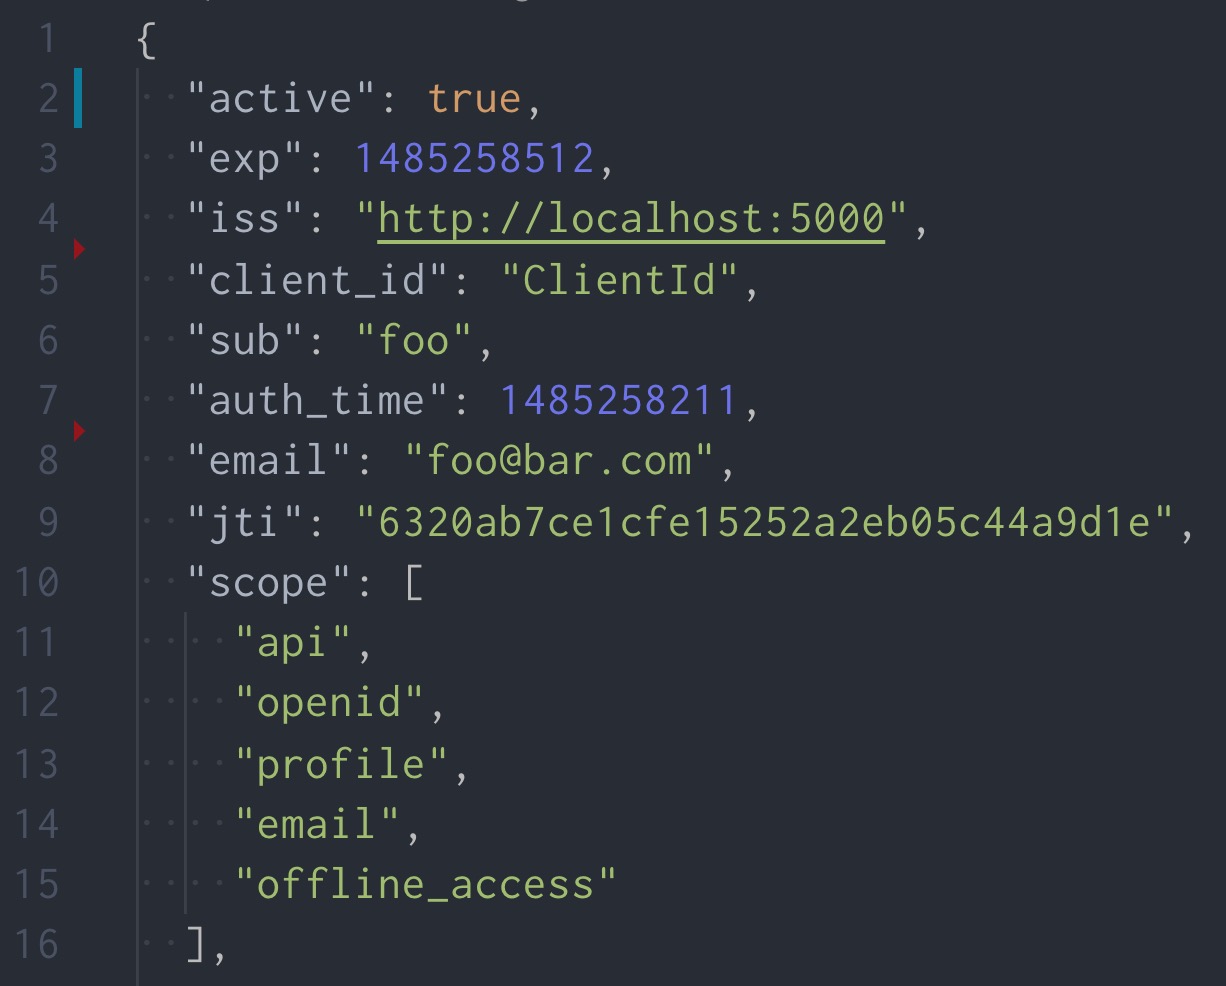 1 {
2 "active": true,
3 "exp": 1485258512,
4 "iss": "http://localhost:5000",
5 "client_id": "ClientId",
6 "sub": "foo",
7 "auth_time": 1485258211,
8 "email": "foo@bar.com",
9 "jti": "6320ab7ce1cfe15252a2eb05c44a9d1e",
10 "scope": [
11 "api",
12 "openid",
13 "profile",
14 "email",
15 "offline_access"
16 ],